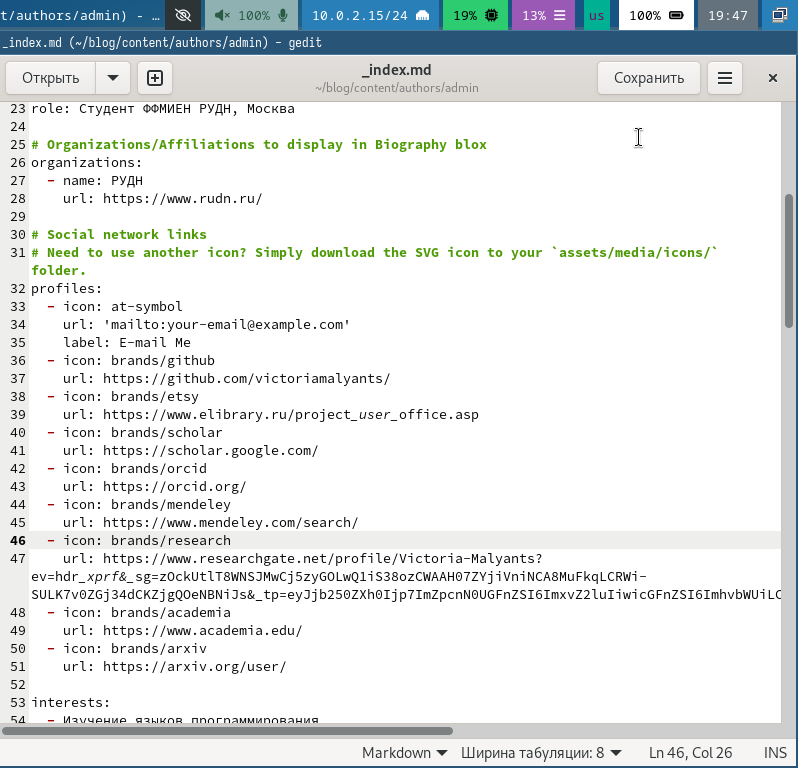 t/authors/admin) - … 100% 10.0.2.15/24 19% 13% us 100% 19:47
_index.md (~/blog/content/authors/admin) – gedit
Открыть _index.md Сохранить
~/blog/content/authors/admin
23 role: Студент ФФМИЕН РУДН, Москва
24
25 # Organizations/Affiliations to display in Biography blox
26 organizations:
27 - name: РУДН
28 url: https://www.rudn.ru/
29
30 # Social network links
31 # Need to use another icon? Simply download the SVG icon to your `assets/media/icons/`
folder.
32 profiles:
33 - icon: at-symbol
34 url: 'mailto:your-email@example.com'
35 label: E-mail Me
36 - icon: brands/github
37 url: https://github.com/victoriamalyants/
38 - icon: brands/etsy
39 url: https://www.elibrary.ru/project_user_office.asp
40 - icon: brands/scholar
41 url: https://scholar.google.com/
42 - icon: brands/orcid
43 url: https://orcid.org/
44 - icon: brands/mendeley
45 url: https://www.mendeley.com/search/
46 - icon: brands/research
47 url: https://www.researchgate.net/profile/Victoria-Malyants?
ev=hdr_xprf&_sg=zOckUtlT8WNSJMwCj5zyGOLwQ1iS38ozCWAAH07ZYjiVniNCA8MuFkqLCRWi-
SULK7v0ZGj34dCKZjgQOeNBNiJs&_tp=eyJjb250ZXh0Ijp7ImZpcnN0UGFnZSI6ImxvZ2luIiwicGFnZSI6ImhvbWUiLC
48 - icon: brands/academia
49 url: https://www.academia.edu/
50 - icon: brands/arxiv
51 url: https://arxiv.org/user/
52
53 interests:
54 - Изучение языков программирования
Markdown Ширина табуляции: 8 Ln 46, Col 26 INS